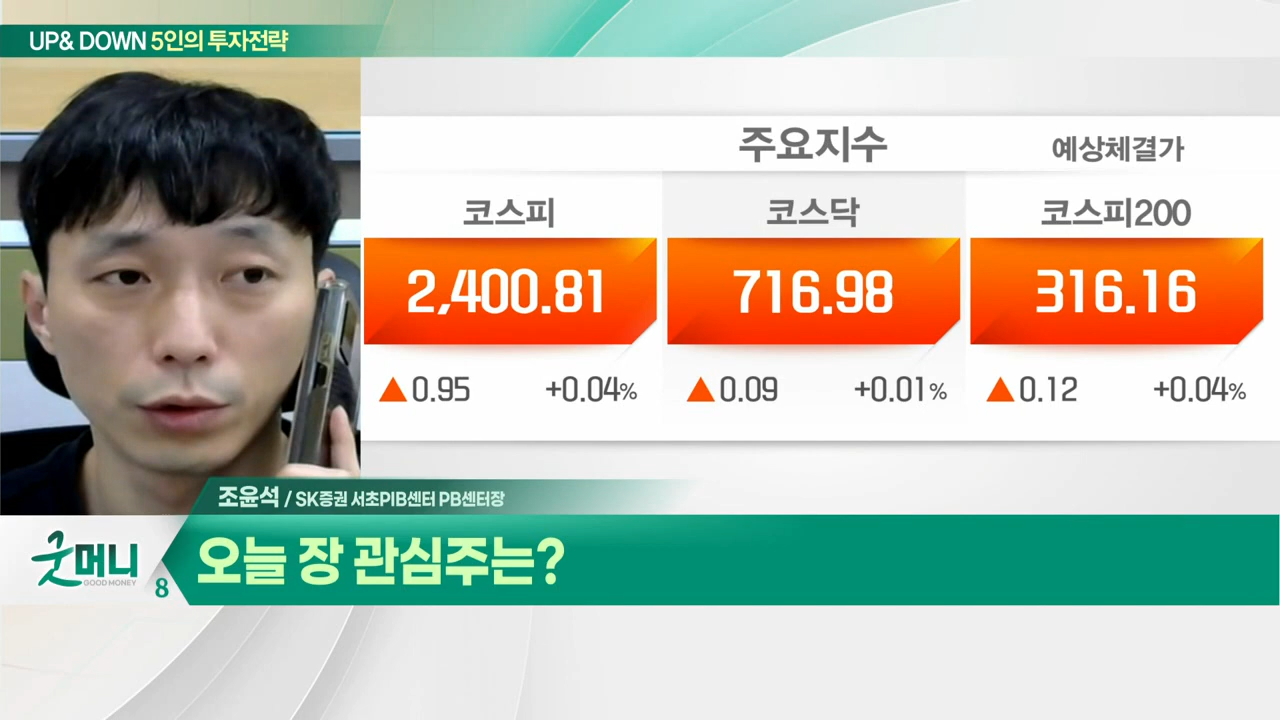 UP& DOWN 5인의 투자전략
주요지수
예상체결가
코스피
코스닥
코스피200
2,400.81
716.98
316.16
▲0.95 +0.04%
▲0.09 +0.01%
▲0.12 +0.04%
조윤석 / SK증권 서초PIB센터 PB센터장
굿머니
GOOD MONEY
8
오늘 장 관심주는?